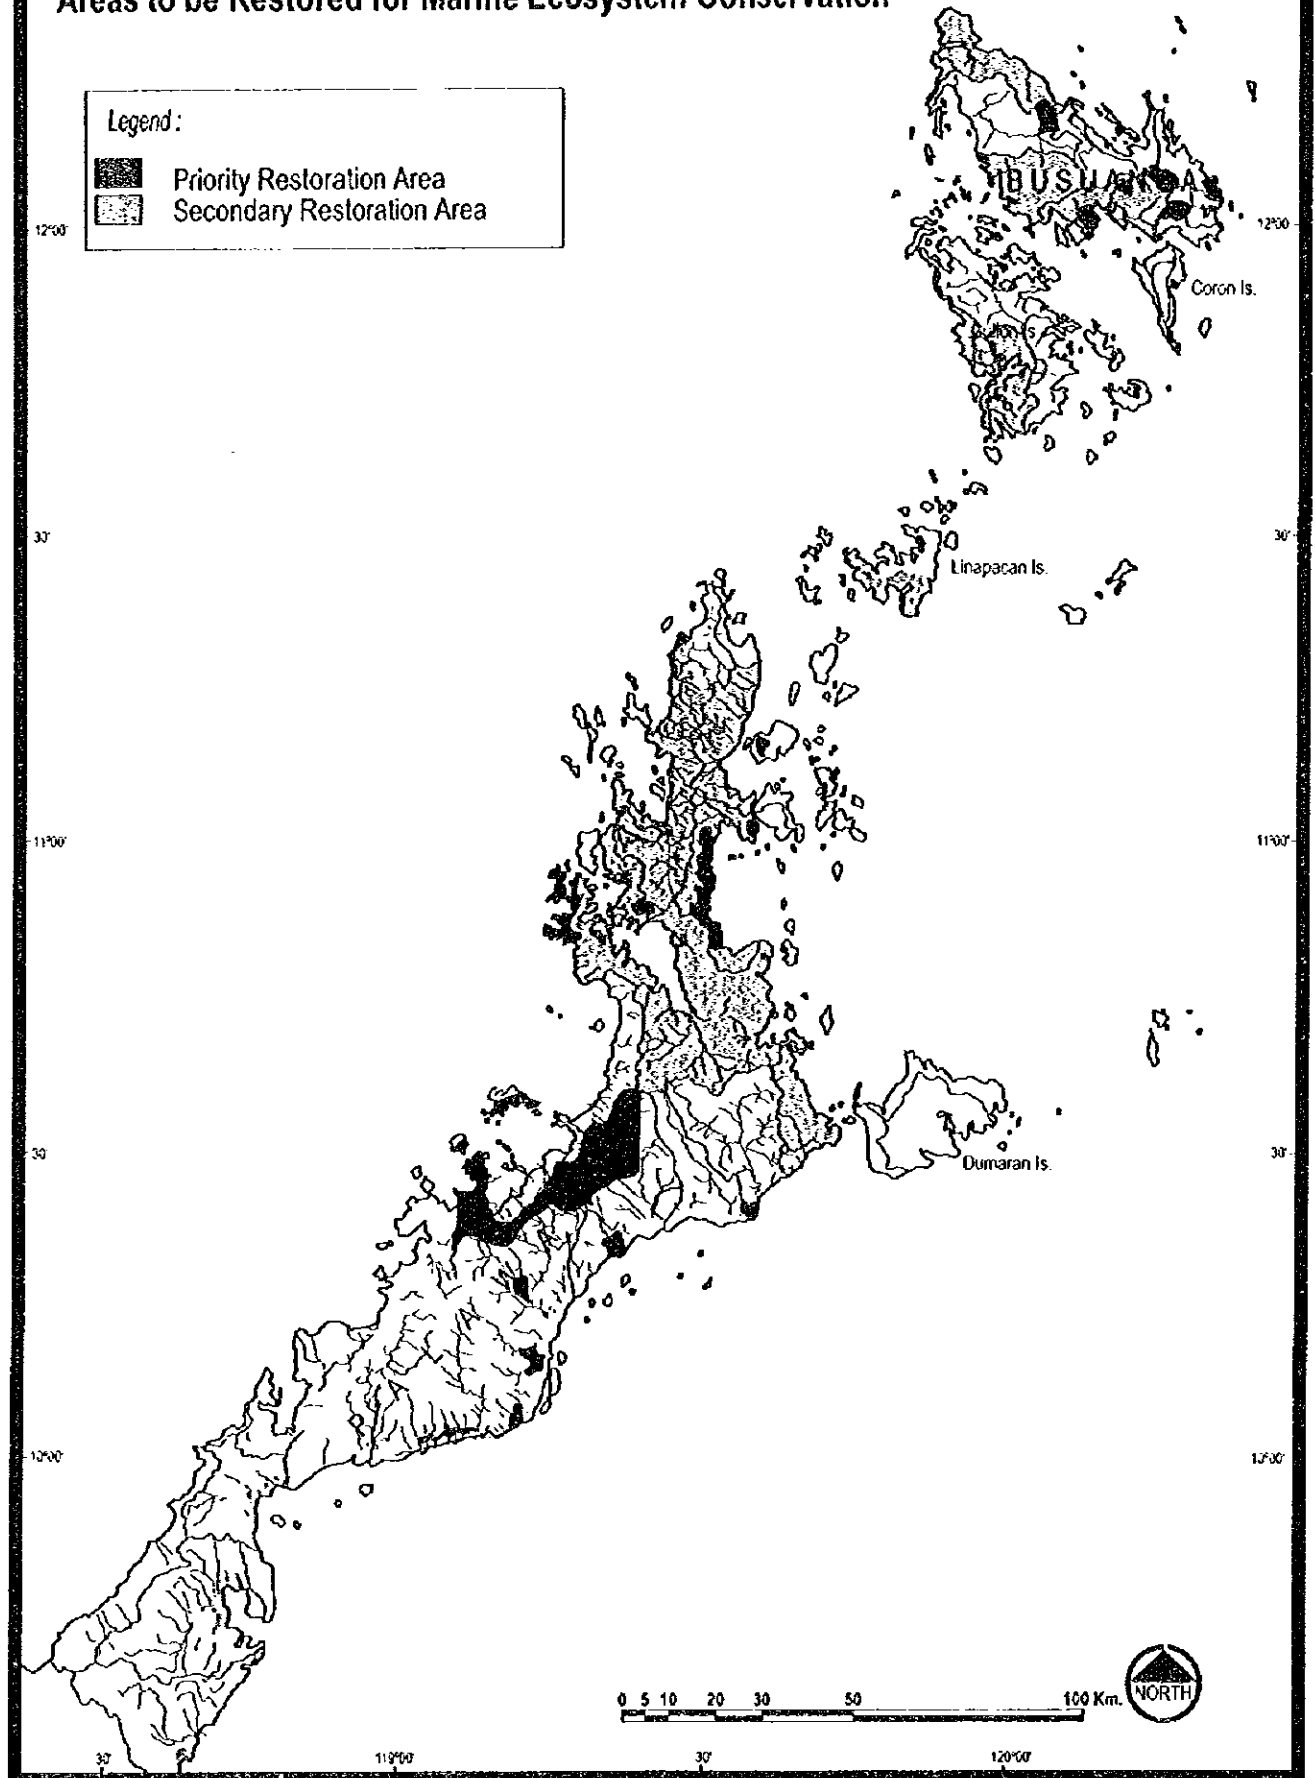 Areas to be Restored for Marine Ecosystem Conservation
Legend :
Priority Restoration Area
Secondary Restoration Area
BUSUANGA
12°00'
12°00'
Coron Is.
30'
30'
Linapacan Is.
11°00'
11°00'
30'
30'
Dumaran Is.
10°00'
10°00'
0 5 10 20 30 50 100 Km.
NORTH
30' 119°00' 30' 120°00'